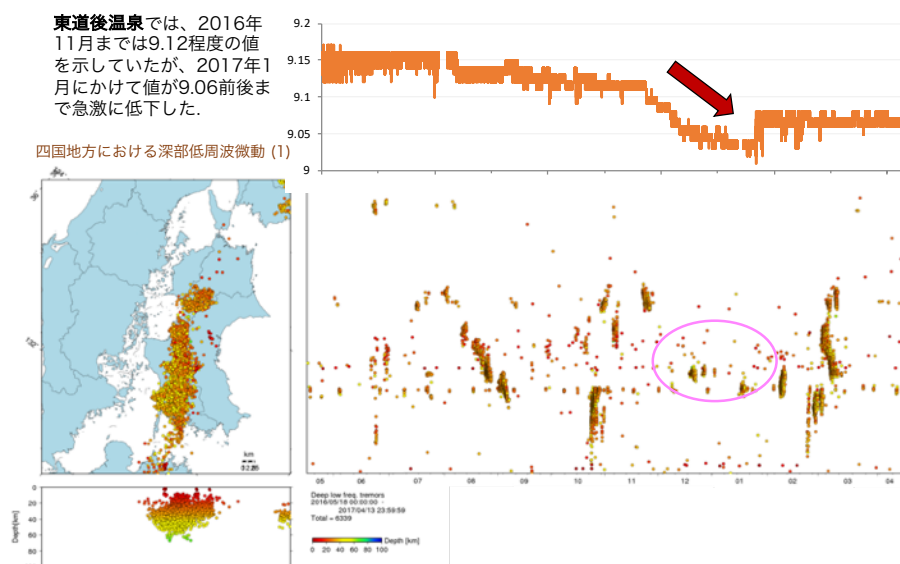 東道後温泉では、2016年
11月までは9.12程度の値
を示していたが、2017年1
月にかけて値が9.06前後ま
で急激に低下した.
9.2
9.15
9.1
9.05
9
四国地方における深部低周波微動 (1)
km
05 06 07 08 09 10 11 12 01 02 03 04
0
20
40
60
80
Depth[km]
Deep low freq. tremors
2016/05/18 00:00:00 -
2017/04/13 23:59:59
Total = 6339
Depth [km]
0 20 40 60 80 100